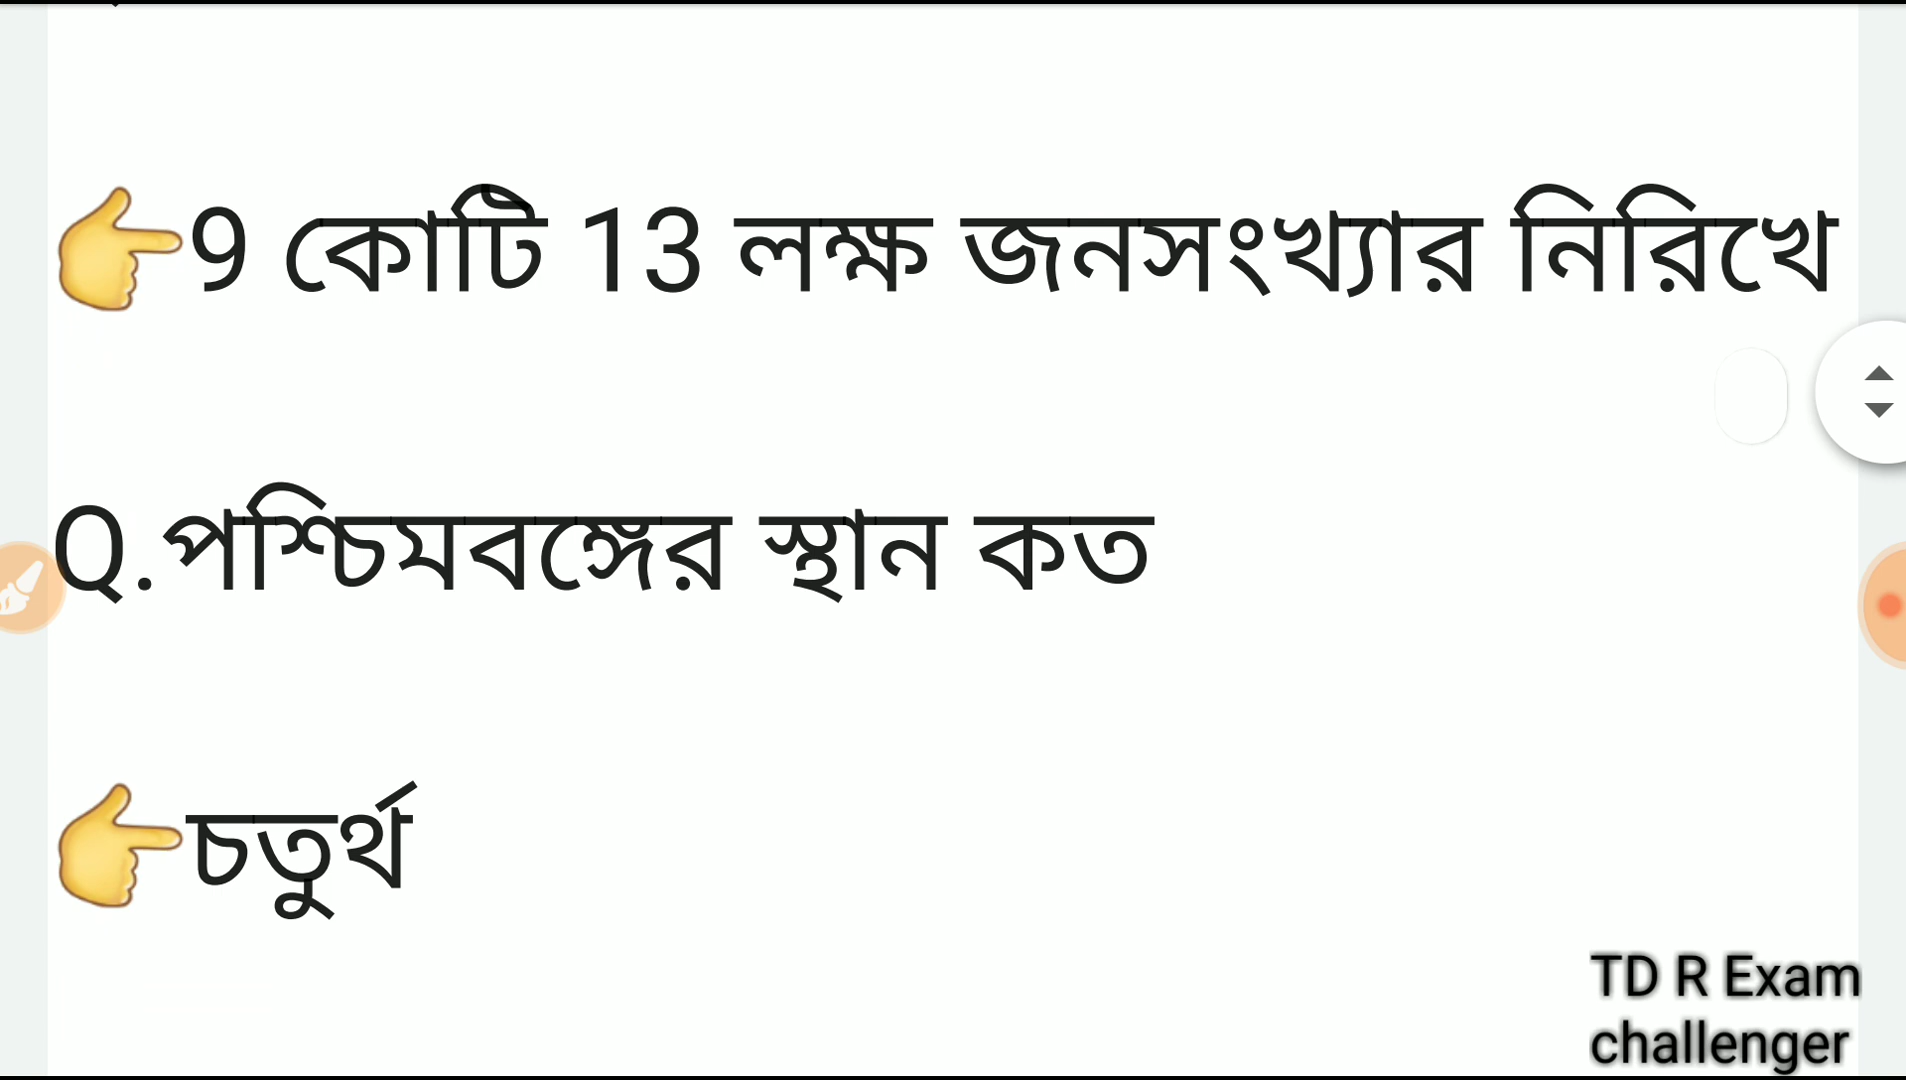 👉9 কোটি 13 লক্ষ জনসংখ্যার নিরিখে
Q.পশ্চিমবঙ্গের স্থান কত
👉চতুর্থ
TD R Exam
challenger